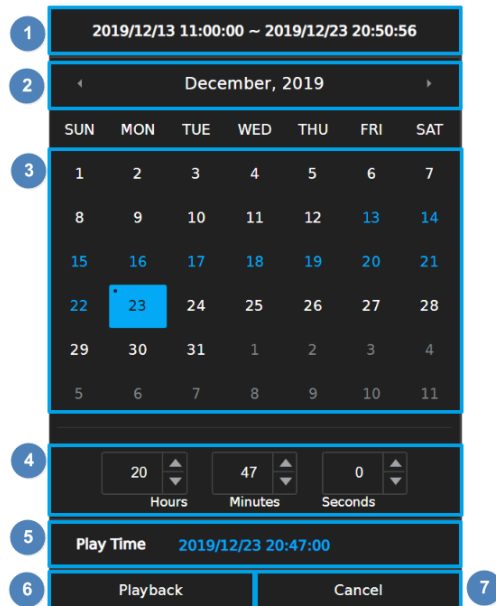 1 2019/12/13 11:00:00 ~ 2019/12/23 20:50:56
2 December, 2019
SUN MON TUE WED THU FRI SAT
3 1 2 3 4 5 6 7
8 9 10 11 12 13 14
15 16 17 18 19 20 21
22 23 24 25 26 27 28
29 30 31 1 2 3 4
5 6 7 8 9 10 11
4 20 47 0
Hours Minutes Seconds
5 Play Time 2019/12/23 20:47:00
6 Playback Cancel 7